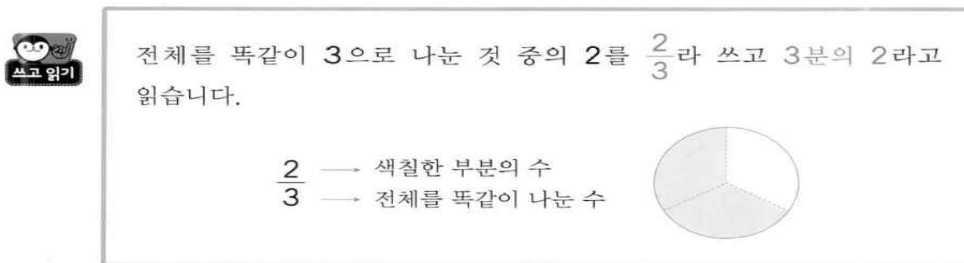 쓰고 읽기
전체를 똑같이 3으로 나눈 것 중의 2를 2/3라 쓰고 3분의 2라고
읽습니다.
2/3 → 색칠한 부분의 수
→ 전체를 똑같이 나눈 수